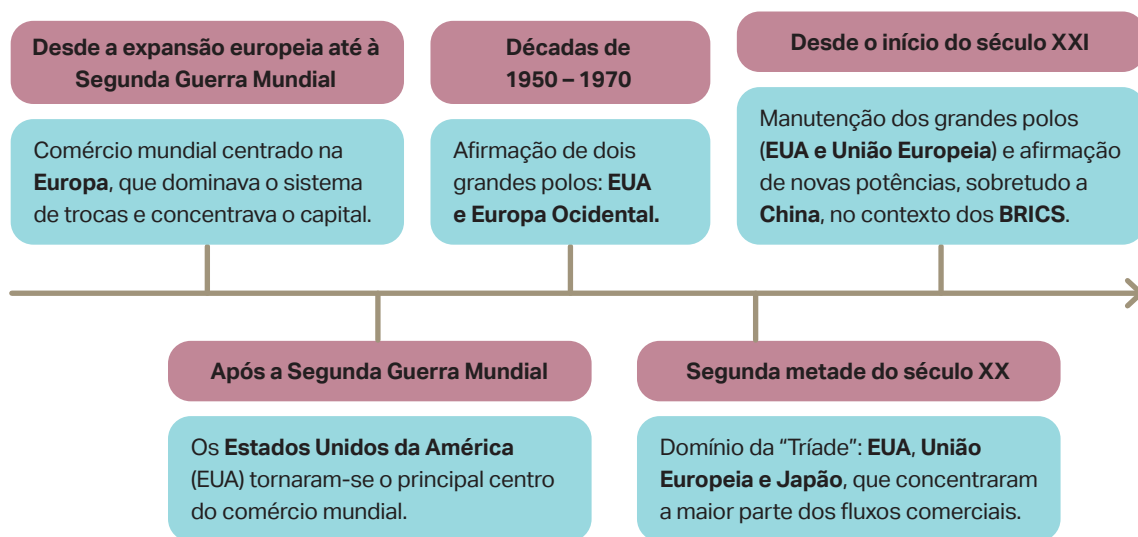 Desde a expansão europeia até à
Segunda Guerra Mundial
Comércio mundial centrado na
Europa, que dominava o sistema
de trocas e concentrava o capital.
Após a Segunda Guerra Mundial
Os Estados Unidos da América
(EUA) tornaram-se o principal centro
do comércio mundial.
Décadas de
1950 – 1970
Afirmação de dois
grandes polos: EUA
e Europa Ocidental.
Segunda metade do século XX
Domínio da “Tríade”: EUA, União
Europeia e Japão, que concentraram
a maior parte dos fluxos comerciais.
Desde o início do século XXI
Manutenção dos grandes polos
(EUA e União Europeia) e afirmação
de novas potências, sobretudo a
China, no contexto dos BRICS.